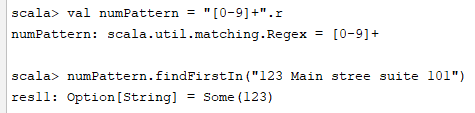 scala> val numPattern = "[0-9]+".r
numPattern: scala.util.matching.Regex = [0-9]+
scala> numPattern.findFirstIn("123 Main stree suite 101")
res11: Option[String] = Some(123)